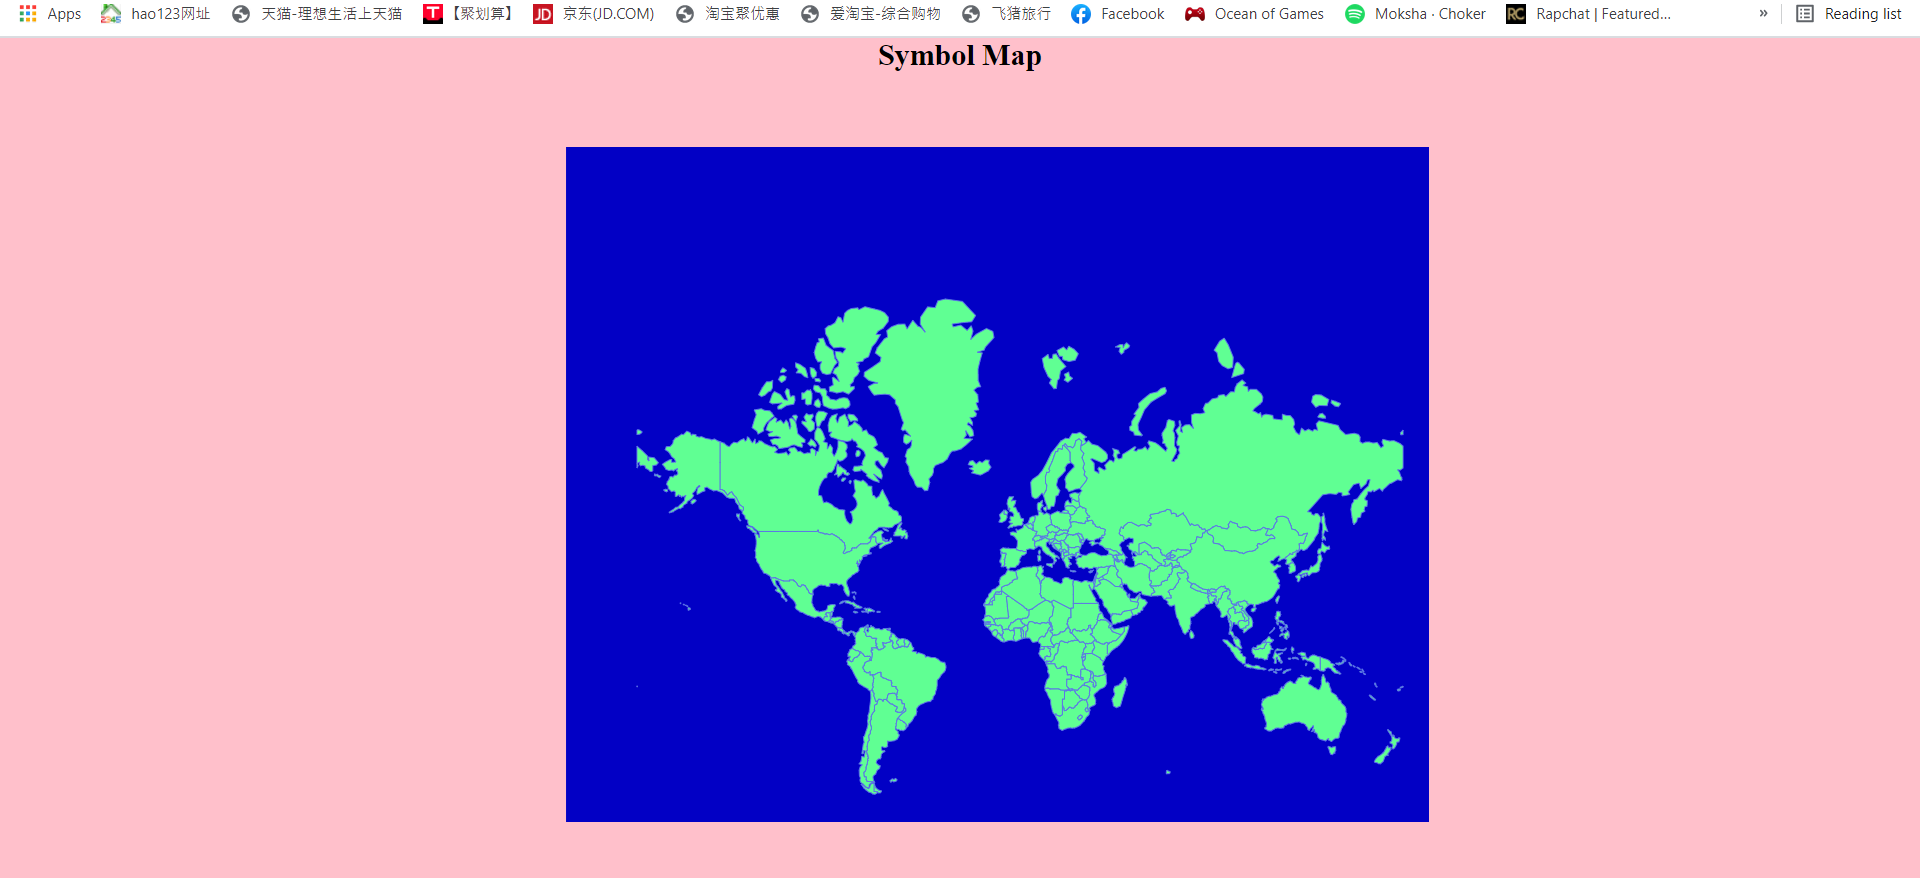 Apps hao123网址 天猫-理想生活上天猫 【聚划算】 京东(JD.COM) 淘宝聚优惠 爱淘宝-综合购物 飞猪旅行 Facebook Ocean of Games Moksha · Choker Rapchat | Featured... » Reading list
Symbol Map